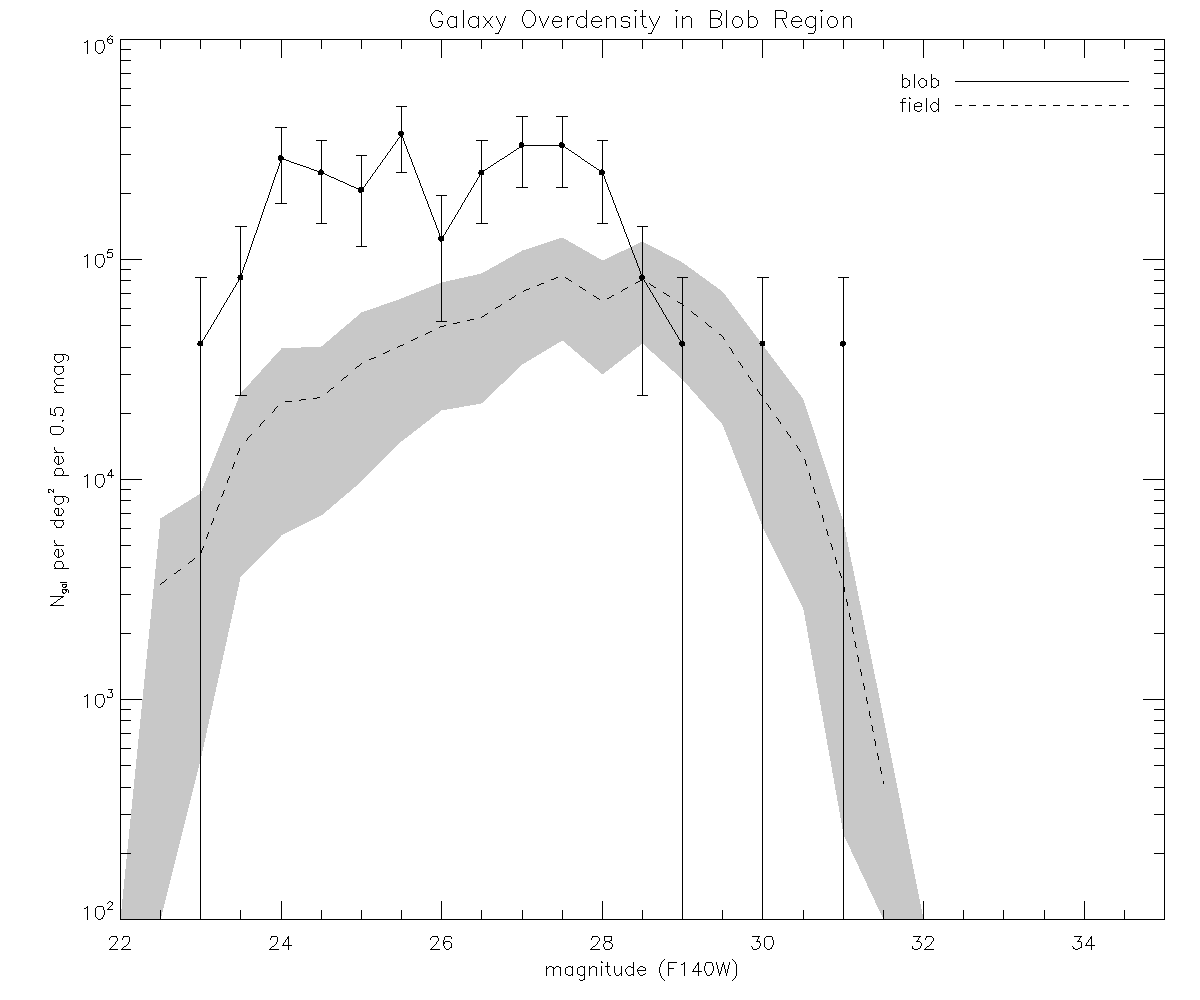 Galaxy Overdensity in Blob Region
blob
field
10⁶
10⁵
10⁴
10³
10²
N_gal per deg² per 0.5 mag
22 24 26 28 30 32 34
magnitude (F140W)